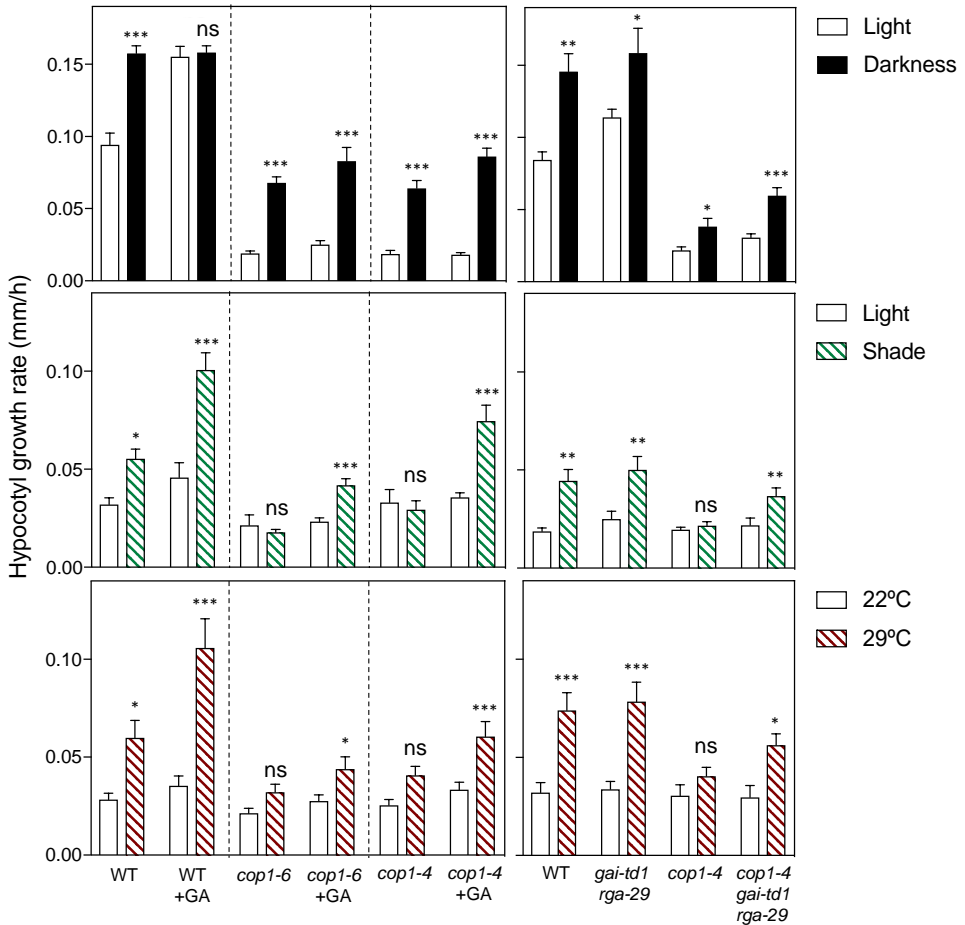 Hypocotyl growth rate (mm/h)
0.15
0.10
0.05
0.00
*** ns *** *** *** ***
** * * ***
Light
Darkness
0.10
0.05
0.00
* *** ns *** ns ***
** ** ns **
Light
Shade
0.10
0.05
0.00
* *** ns * ns ***
*** *** ns *
22ºC
29ºC
WT
WT
+GA
cop1-6
cop1-6
+GA
cop1-4
cop1-4
+GA
WT
gai-td1
rga-29
cop1-4
cop1-4
gai-td1
rga-29